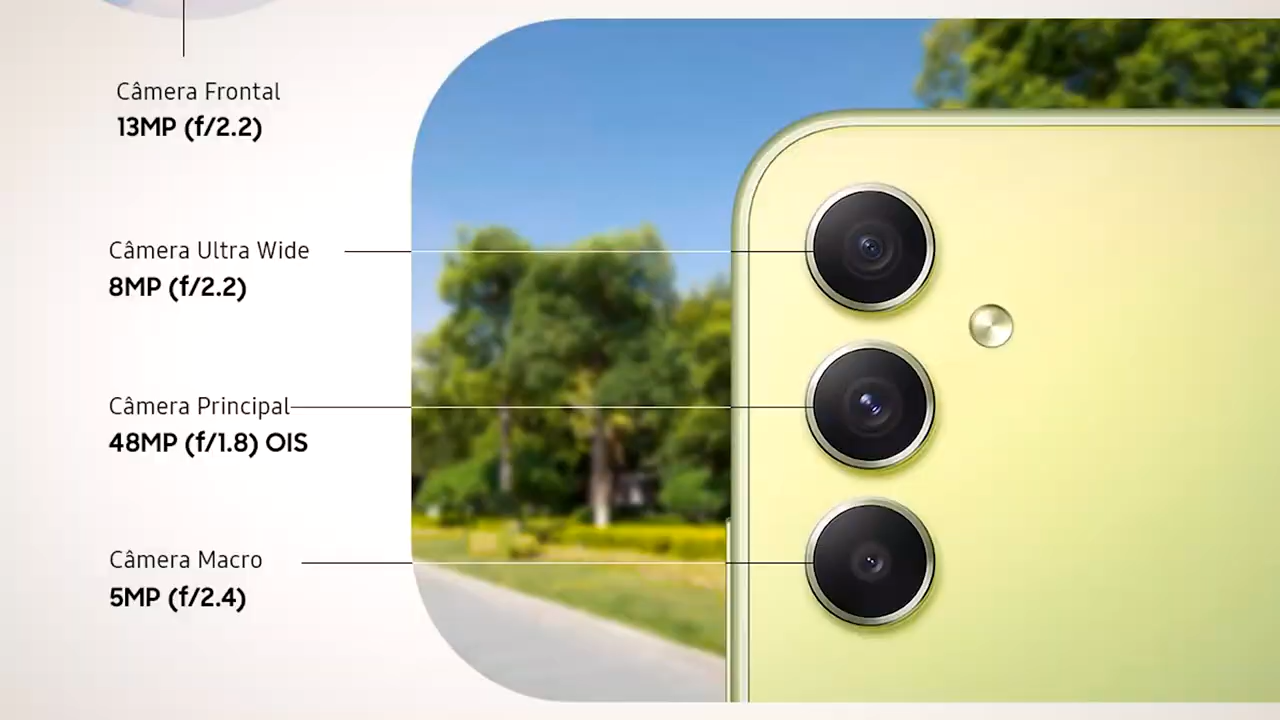 Câmera Frontal
13MP (f/2.2)
Câmera Ultra Wide
8MP (f/2.2)
Câmera Principal
48MP (f/1.8) OIS
Câmera Macro
5MP (f/2.4)